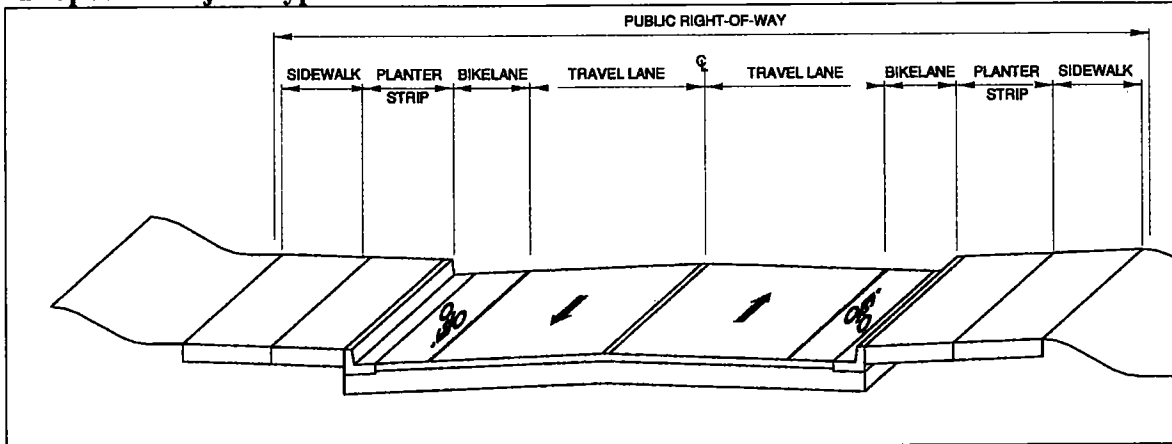 PUBLIC RIGHT-OF-WAY
℄
SIDEWALK PLANTER STRIP BIKELANE TRAVEL LANE TRAVEL LANE BIKELANE PLANTER STRIP SIDEWALK